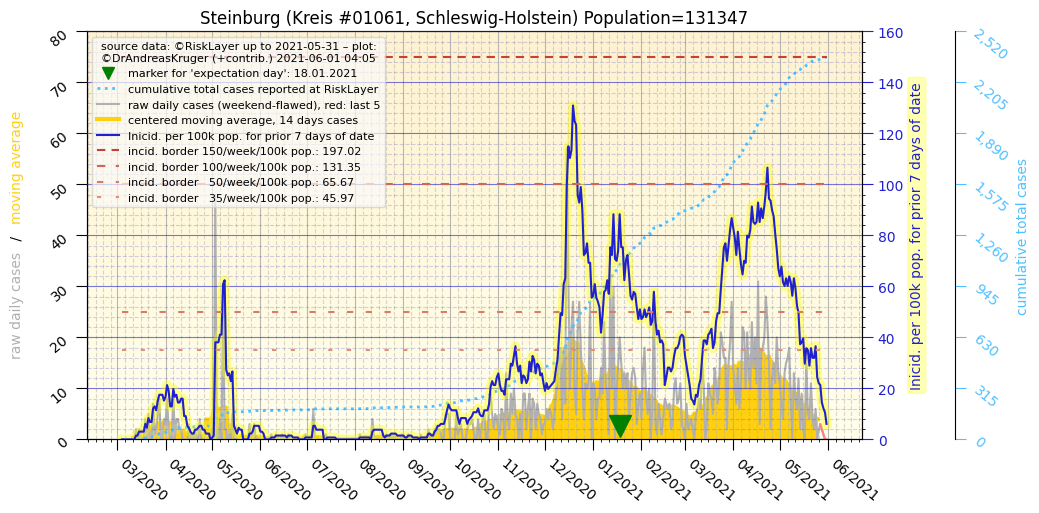 Steinburg (Kreis #01061, Schleswig-Holstein) Population=131347
source data: ©RiskLayer up to 2021-05-31 – plot:
©DrAndreasKruger (+contrib.) 2021-06-01 04:05
marker for 'expectation day': 18.01.2021
cumulative total cases reported at RiskLayer
raw daily cases (weekend-flawed), red: last 5
centered moving average, 14 days cases
Inicid. per 100k pop. for prior 7 days of date
incid. border 150/week/100k pop.: 197.02
incid. border 100/week/100k pop.: 131.35
incid. border 50/week/100k pop.: 65.67
incid. border 35/week/100k pop.: 45.97
raw daily cases / moving average
80
70
60
50
40
30
20
10
0
160
140
120
100
80
60
40
20
0
Inicid. per 100k pop. for prior 7 days of date
2,520
2,205
1,890
1,575
1,260
945
630
315
0
cumulative total cases
03/2020
04/2020
05/2020
06/2020
07/2020
08/2020
09/2020
10/2020
11/2020
12/2020
01/2021
02/2021
03/2021
04/2021
05/2021
06/2021